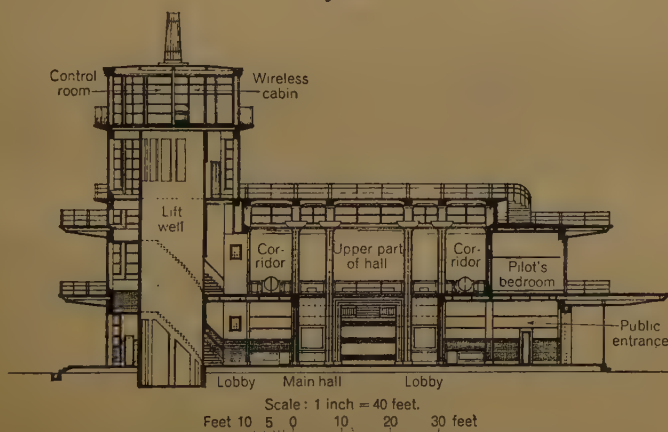 Control
room
Wireless
cabin
Lift
well
Cor-
ridor
Upper part
of hall
Cor-
ridor
Pilot's
bedroom
Public
entrance
Lobby
Main hall
Lobby
Scale: 1 inch = 40 feet.
Feet 10 5 0 10 20 30 feet